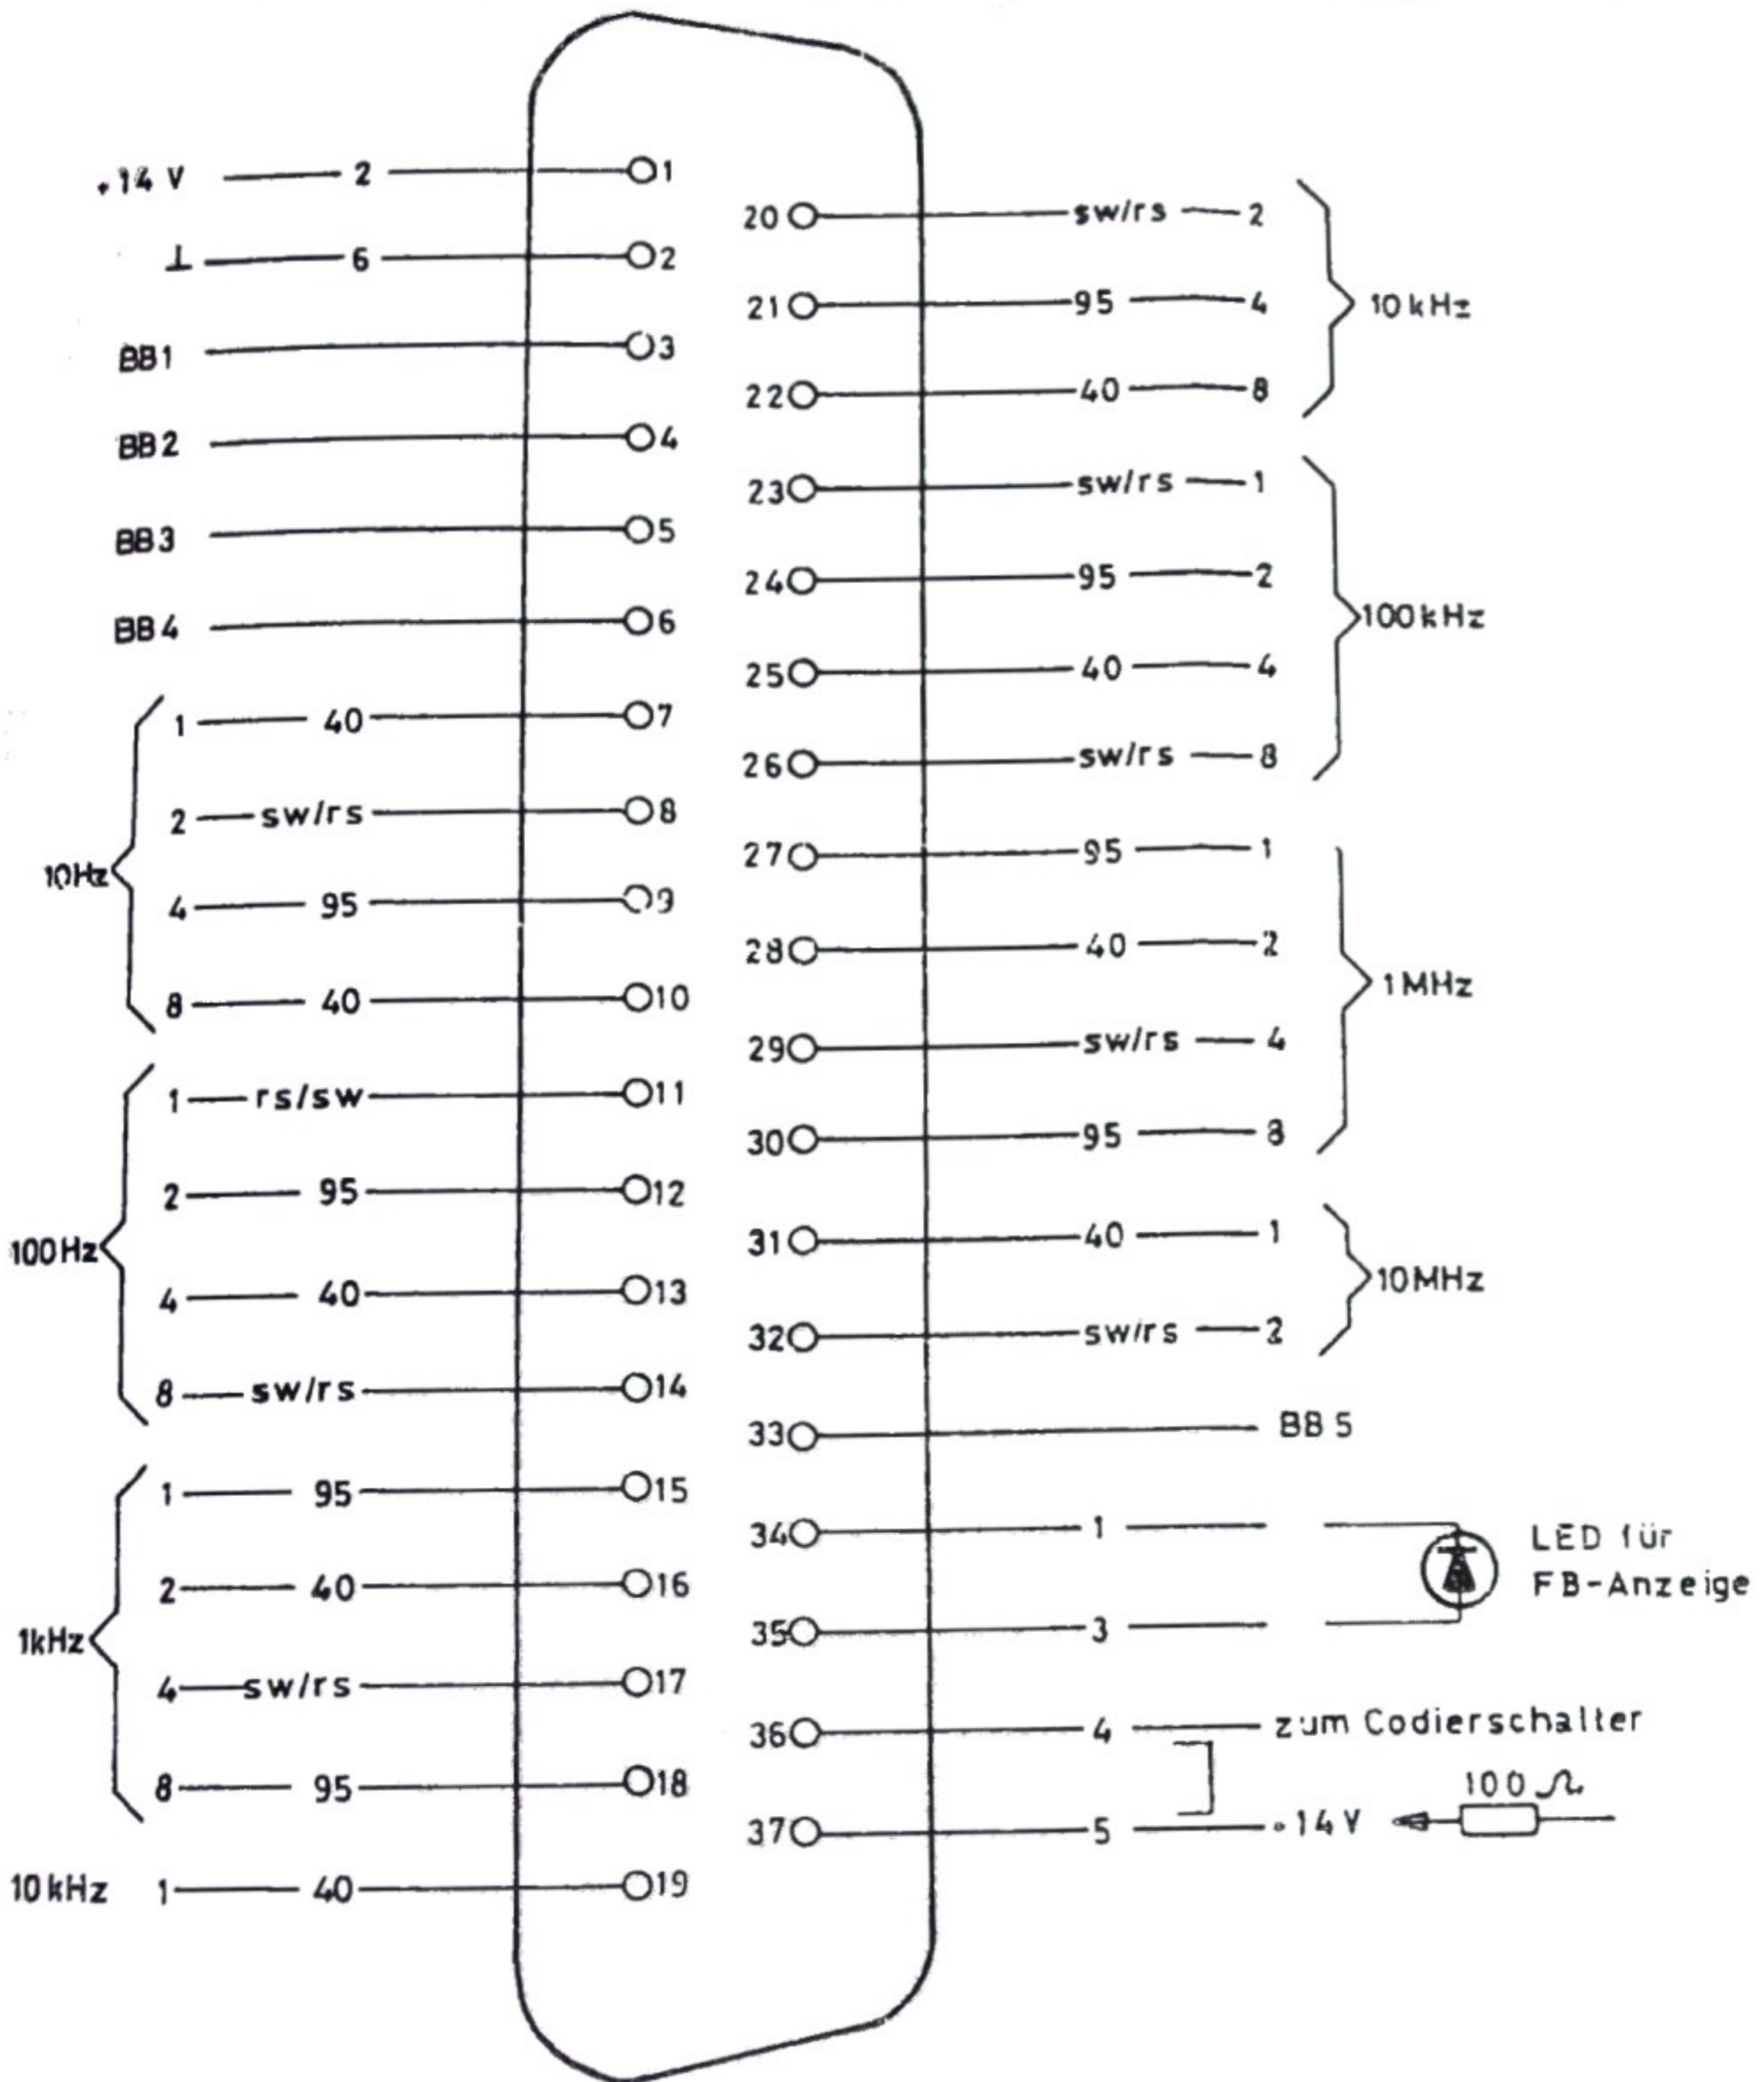 +14 V 2 1
⊥ 6 2
BB1 3
BB2 4
BB3 5
BB4 6
10Hz
1 40 7
2 sw/rs 8
4 95 9
8 40 10
100Hz
1 rs/sw 11
2 95 12
4 40 13
8 sw/rs 14
1kHz
1 95 15
2 40 16
4 sw/rs 17
8 95 18
10kHz 1 40 19
20 sw/rs 2
21 95 4
22 40 8
10kHz
23 sw/rs 1
24 95 2
25 40 4
26 sw/rs 8
100kHz
27 95 1
28 40 2
29 sw/rs 4
30 95 8
1MHz
31 40 1
32 sw/rs 2
10MHz
33 BB5
34 1
35 3
LED für
FB-Anzeige
36 4 zum Codierschalter
37 5 +14V
100Ω